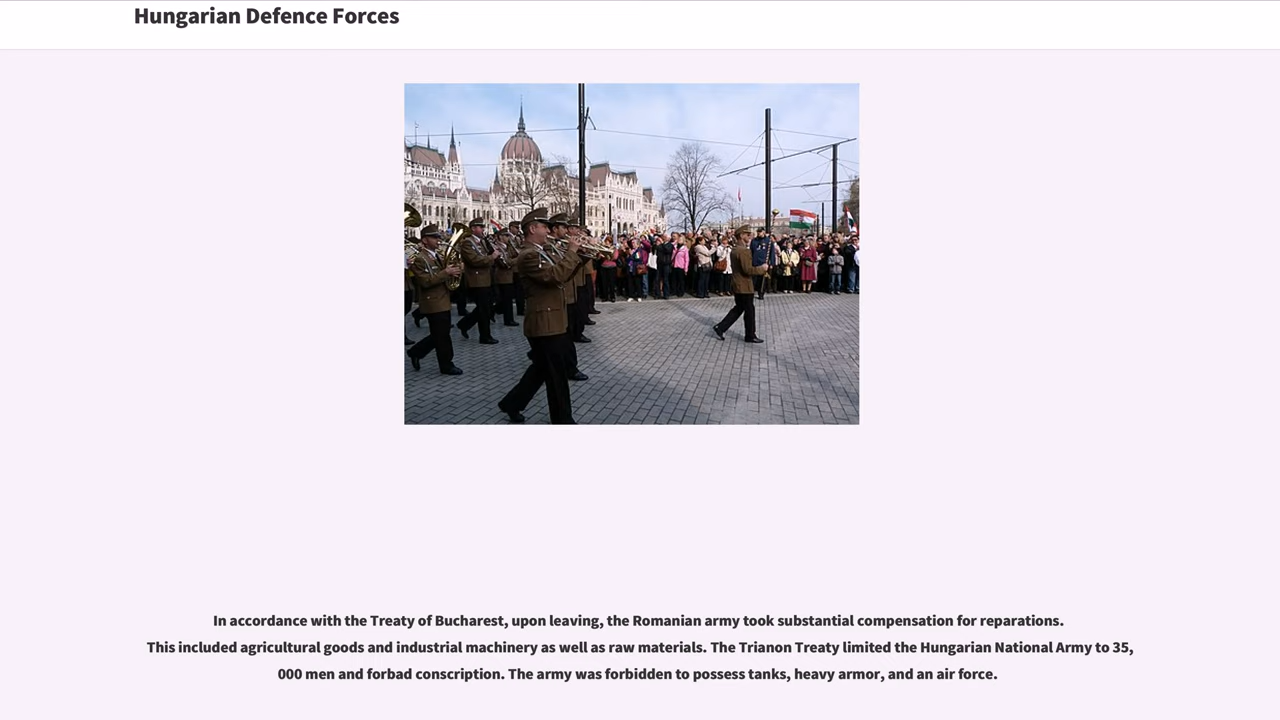 Hungarian Defence Forces
In accordance with the Treaty of Bucharest, upon leaving, the Romanian army took substantial compensation for reparations.
This included agricultural goods and industrial machinery as well as raw materials. The Trianon Treaty limited the Hungarian National Army to 35,
000 men and forbad conscription. The army was forbidden to possess tanks, heavy armor, and an air force.